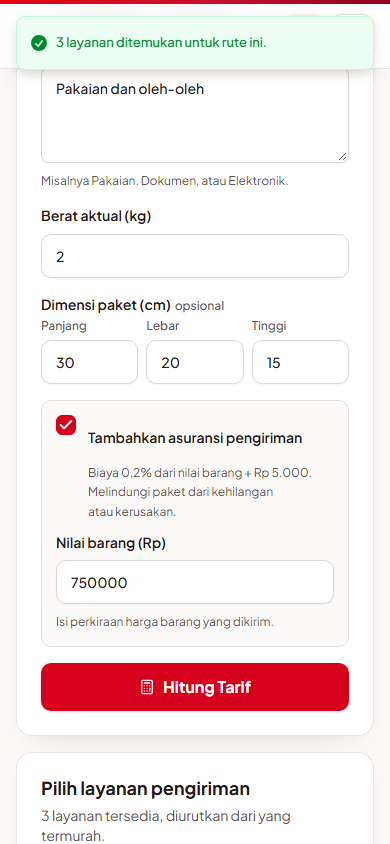 3 layanan ditemukan untuk rute ini.
Pakaian dan oleh-oleh
Misalnya Pakaian, Dokumen, atau Elektronik.
Berat aktual (kg)
2
Dimensi paket (cm) opsional
Panjang Lebar Tinggi
30 20 15
Tambahkan asuransi pengiriman
Biaya 0,2% dari nilai barang + Rp 5.000.
Melindungi paket dari kehilangan
atau kerusakan.
Nilai barang (Rp)
750000
Isi perkiraan harga barang yang dikirim.
Hitung Tarif
Pilih layanan pengiriman
3 layanan tersedia, diurutkan dari yang
termurah.